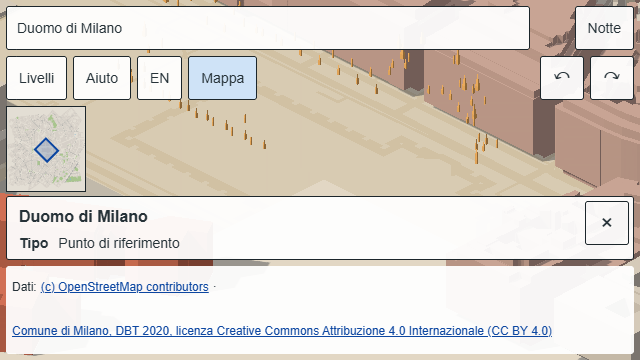 Duomo di Milano
Notte
Livelli
Aiuto
EN
Mappa
Duomo di Milano
Tipo Punto di riferimento
Dati: (c) OpenStreetMap contributors ·
Comune di Milano, DBT 2020, licenza Creative Commons Attribuzione 4.0 Internazionale (CC BY 4.0)